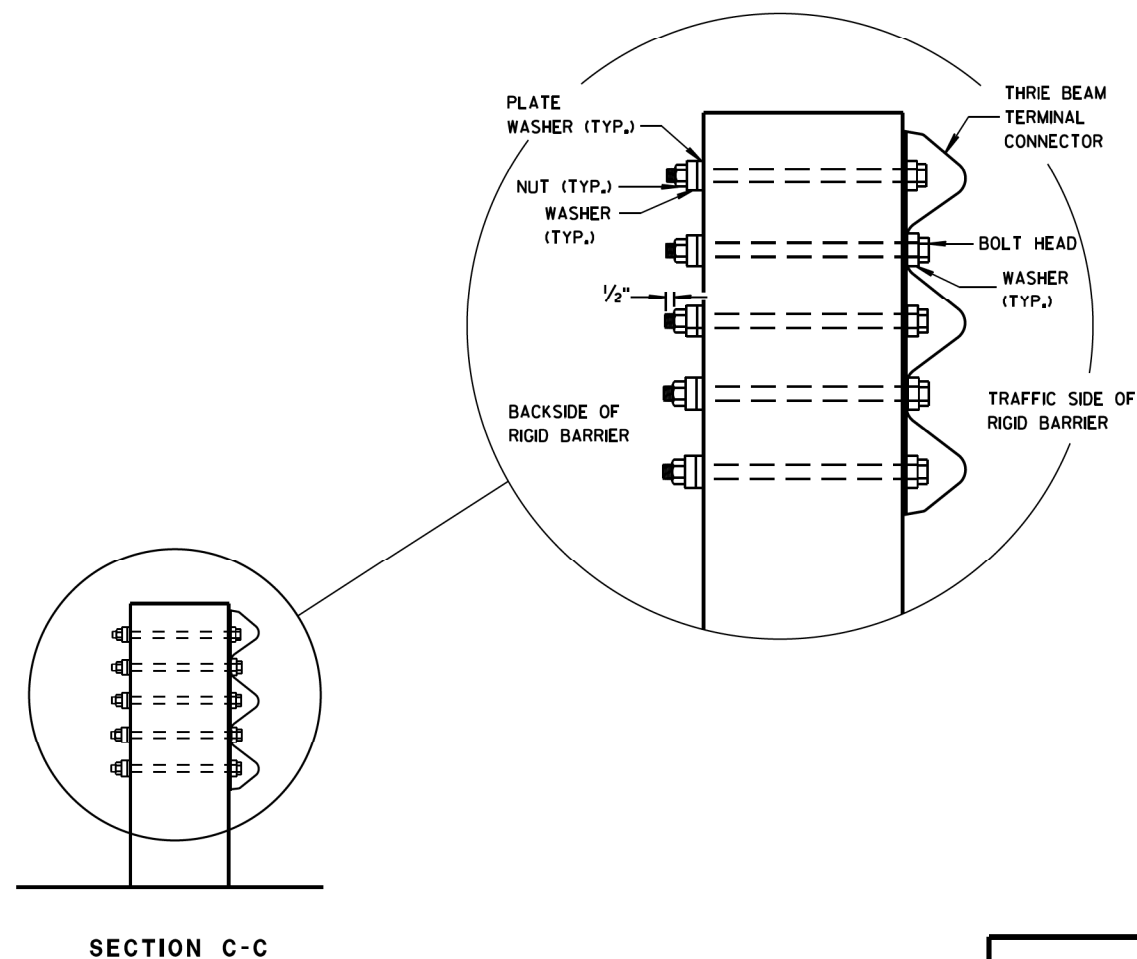 PLATE
WASHER (TYP.)
NUT (TYP.)
WASHER
(TYP.)
1/2"
BACKSIDE OF
RIGID BARRIER
THRIE BEAM
TERMINAL
CONNECTOR
BOLT HEAD
WASHER
(TYP.)
TRAFFIC SIDE OF
RIGID BARRIER
SECTION C-C